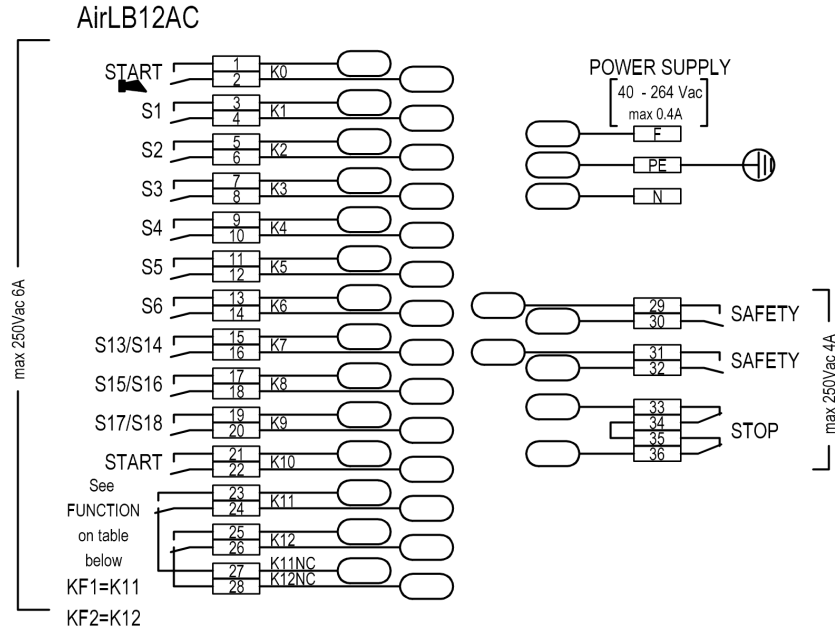 AirLB12AC
START 1 2 K0
S1 3 4 K1
S2 5 6 K2
S3 7 8 K3
S4 9 10 K4
S5 11 12 K5
S6 13 14 K6
S13/S14 15 16 K7
S15/S16 17 18 K8
S17/S18 19 20 K9
START 21 22 K10
See
FUNCTION
on table
below
23 24 K11
25 26 K12
27 K11NC
28 K12NC
KF1=K11
KF2=K12
max 250Vac 6A
POWER SUPPLY
40 - 264 Vac
max 0.4A
F
PE
N
29 30 SAFETY
31 32 SAFETY
33
34
35
36
STOP
max 250Vac 4A